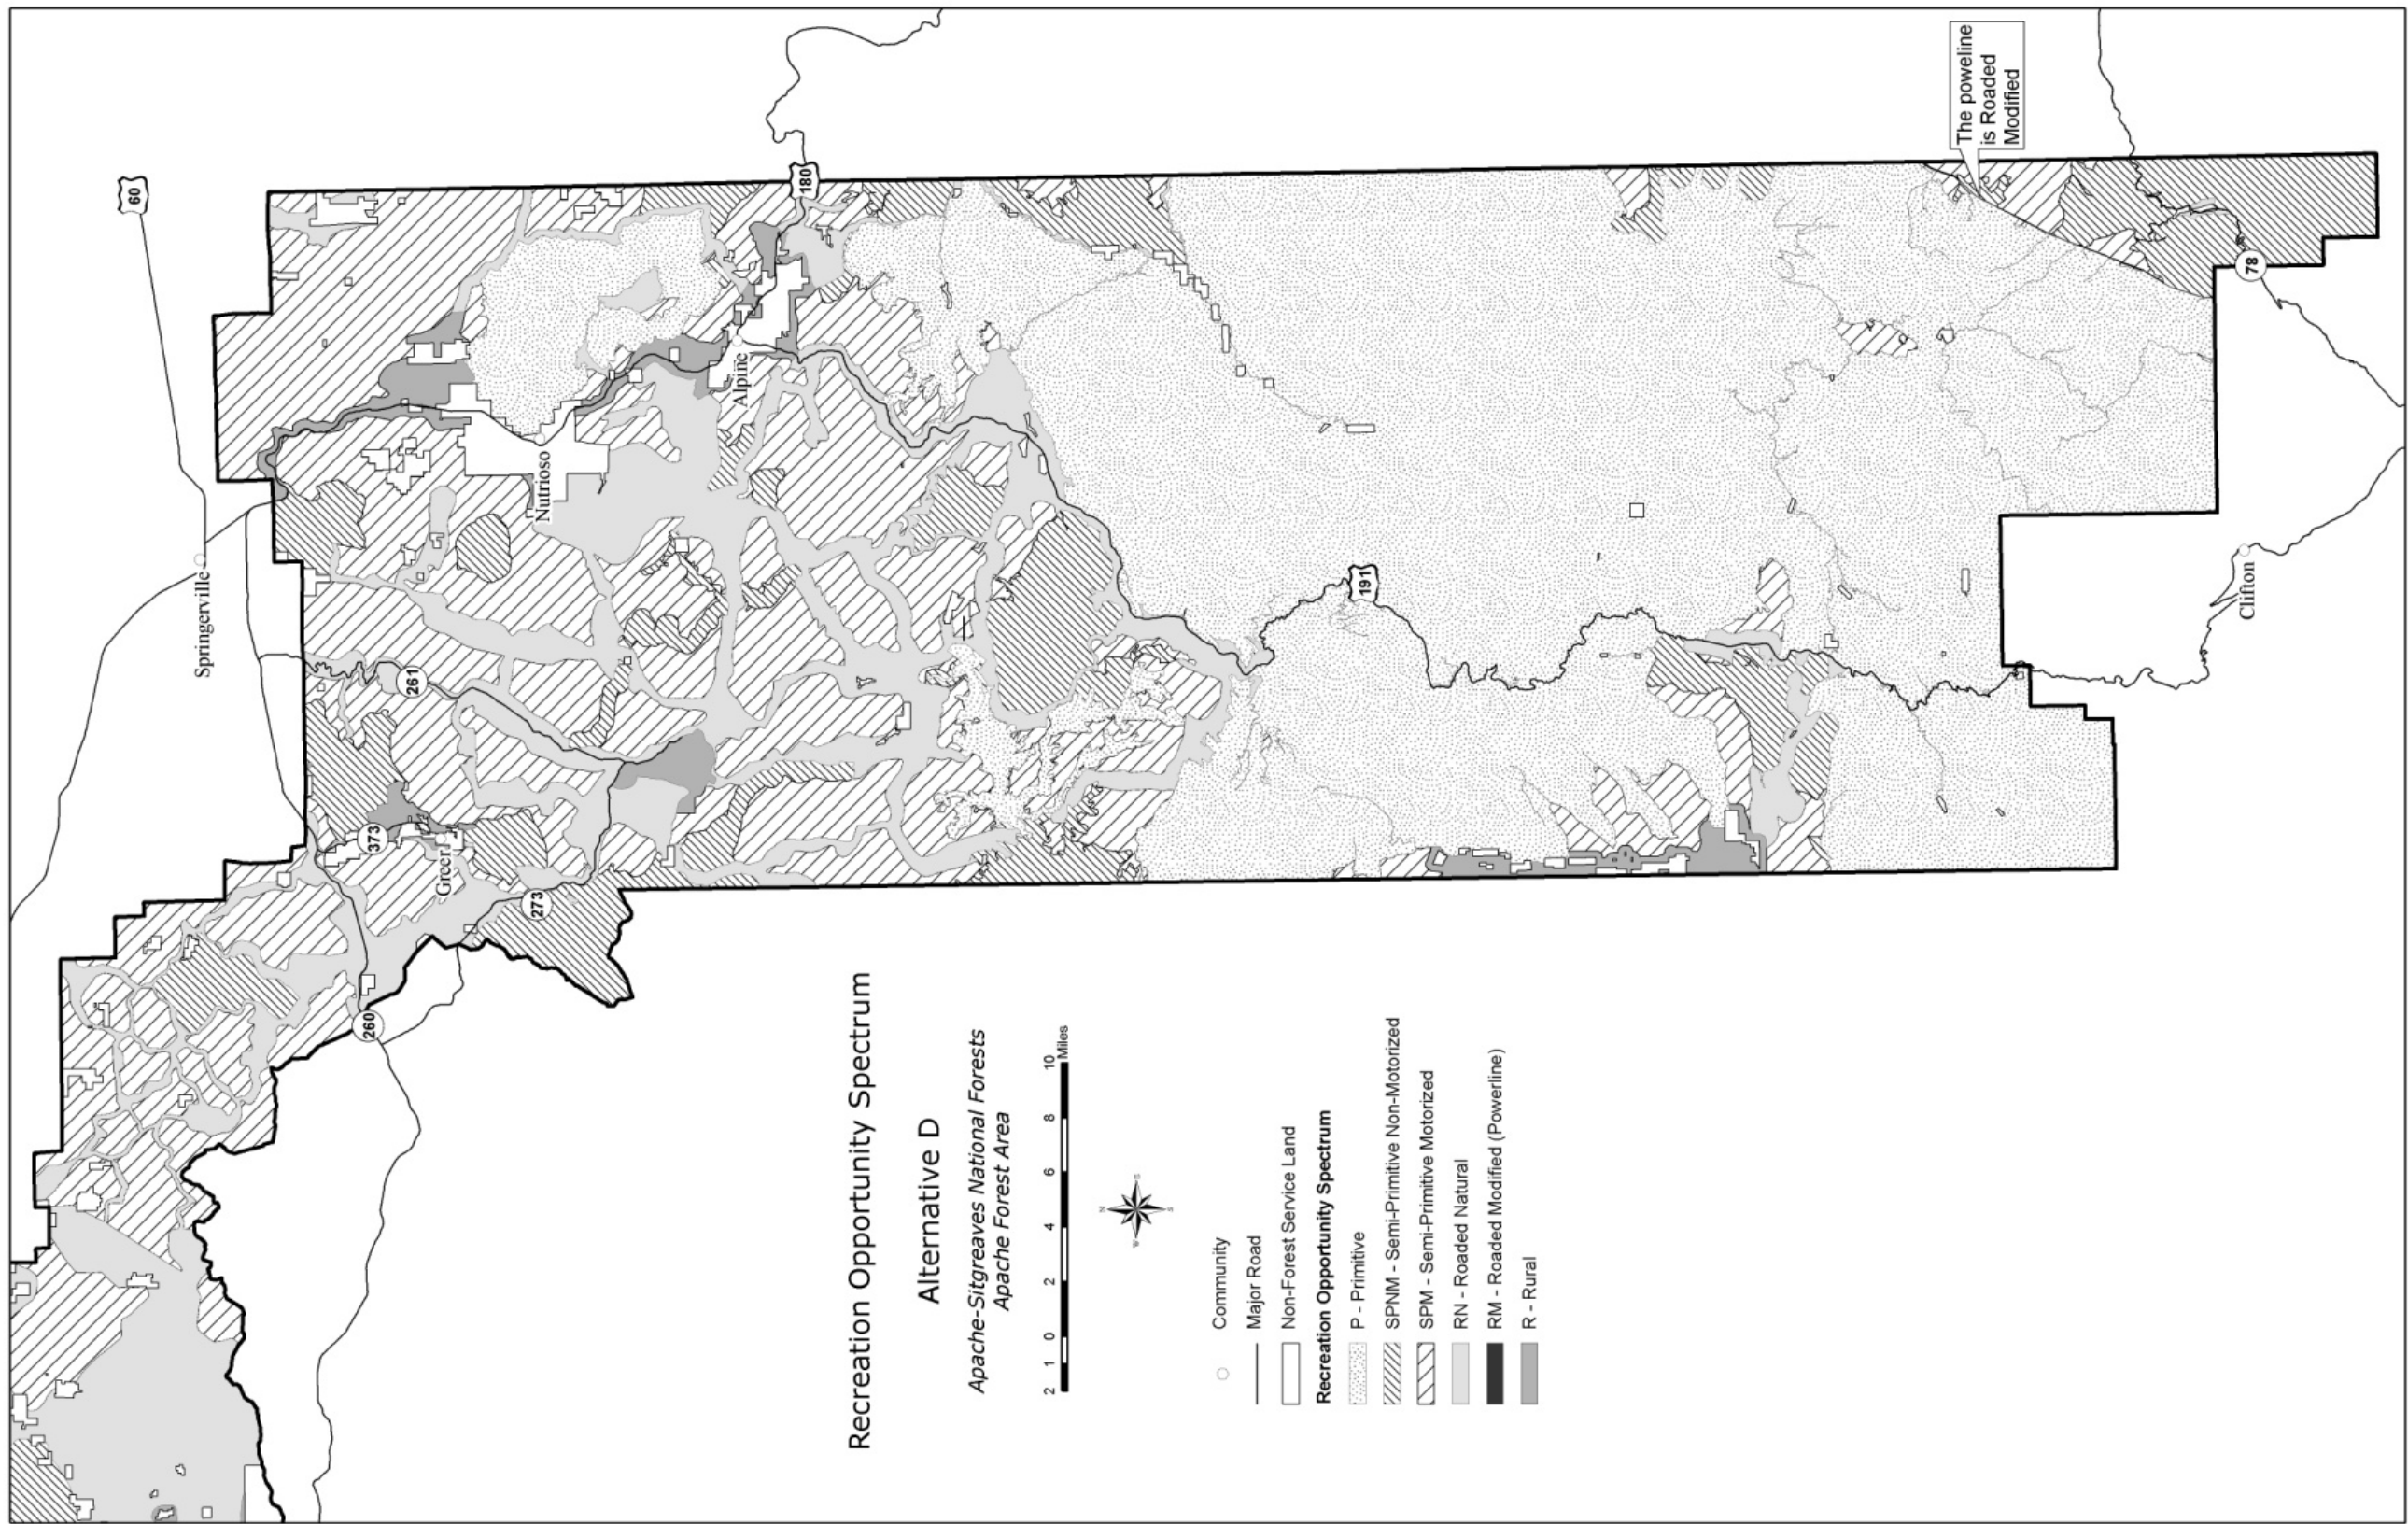 Recreation Opportunity Spectrum
Alternative D
Apache-Sitgreaves National Forests
Apache Forest Area
2 1 0 2 4 6 8 10
Miles
N
E
S
W
Community
Major Road
Non-Forest Service Land
Recreation Opportunity Spectrum
P - Primitive
SPNM - Semi-Primitive Non-Motorized
SPM - Semi-Primitive Motorized
RN - Roaded Natural
RM - Roaded Modified (Powerline)
R - Rural
260
273
373
Greer
261
Springerville
60
Nutrioso
Alpine
180
191
Clifton
78
The poweline
is Roaded
Modified